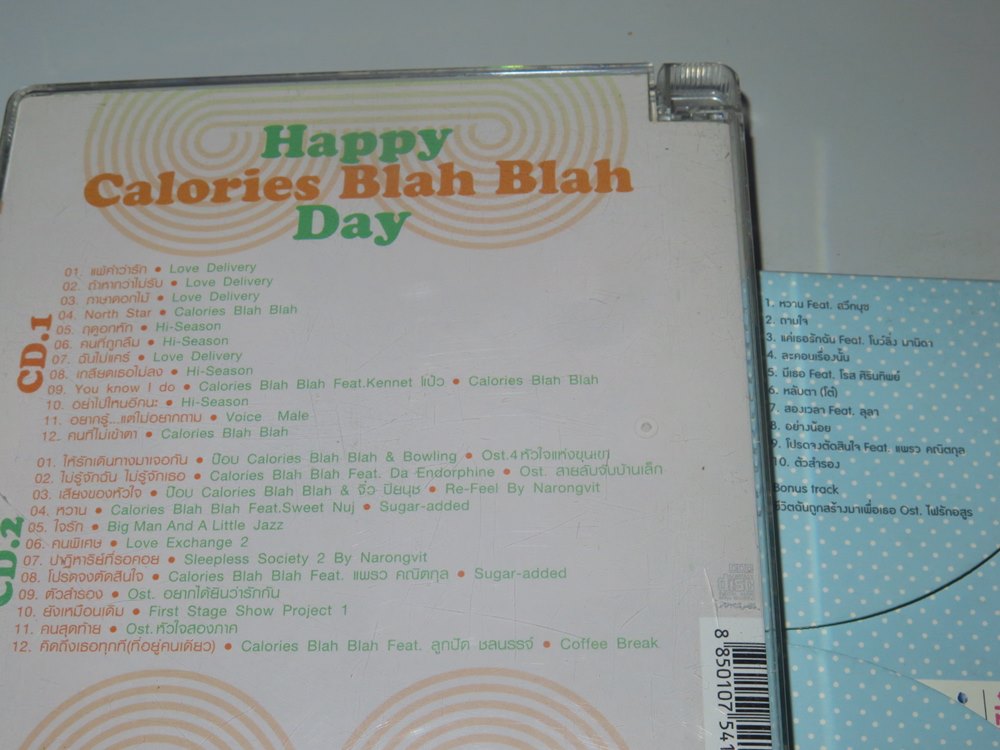 Happy
Calories Blah Blah
Day
CD.1
01. แพ้คำว่ารัก • Love Delivery
02. ถ้าหากว่าไม่รับ • Love Delivery
03. ภาษาดอกไม้ • Love Delivery
04. North Star • Calories Blah Blah
05. ฤดูอกหัก • Hi-Season
06. คนที่ถูกลืม • Hi-Season
07. ฉันไม่แคร์ • Love Delivery
08. เกลียดเธอไม่ลง • Hi-Season
09. You know I do • Calories Blah Blah Feat.Kennet แป๋ว • Calories Blah Blah
10. อย่าไปไหนอีกนะ • Hi-Season
11. อยากรู้...แต่ไม่อยากถาม • Voice Male
12. คนที่ไม่เข้าตา • Calories Blah Blah
CD.2
01. ให้รักเดินทางมาเจอกัน • ป๊อบ Calories Blah Blah & Bowling • Ost.4หัวใจแห่งขุนเขา
02. ไม่รู้จักฉัน ไม่รู้จักเธอ • Calories Blah Blah Feat. Da Endorphine • Ost. สายลับจับบ้านเล็ก
03. เสียงของหัวใจ • ป๊อบ Calories Blah Blah & จิ๋ว ปิยนุช • Re-Feel By Narongvit
04. หวาน • Calories Blah Blah Feat.Sweet Nuj • Sugar-added
05. ใจรัก • Big Man And A Little Jazz
06. คนพิเศษ • Love Exchange 2
07. ปาฏิหาริย์ที่รอคอย • Sleepless Society 2 By Narongvit
08. โปรดจงตัดสินใจ • Calories Blah Blah Feat. แพรว คณิตกุล • Sugar-added
09. ตัวสำรอง • Ost. อยากได้ยินว่ารักกัน
10. ยังเหมือนเดิม • First Stage Show Project 1
11. คนสุดท้าย • Ost.หัวใจสองภาค
12. คิดถึงเธอทุกที(ที่อยู่คนเดียว) • Calories Blah Blah Feat. ลูกปัด ชลนรรจ์ • Coffee Break
8 850107 541
1. หวาน Feat. สวีทนุช
2. ตามใจ
3. แค่เธอรักฉัน Feat. โบว์ลิ่ง มานิดา
4. ละคอนเรื่องนั้น
5. มีเธอ Feat. โรส ศิรินทิพย์
6. หลับตา (โต๋)
7. สองเวลา Feat. ลุลา
8. อย่างน้อย
9. โปรดจงตัดสินใจ Feat. แพรว คณิตกุล
10. ตัวสำรอง
Bonus track
ชีวิตฉันถูกสร้างมาเพื่อเธอ Ost. ไฟรักอสูร